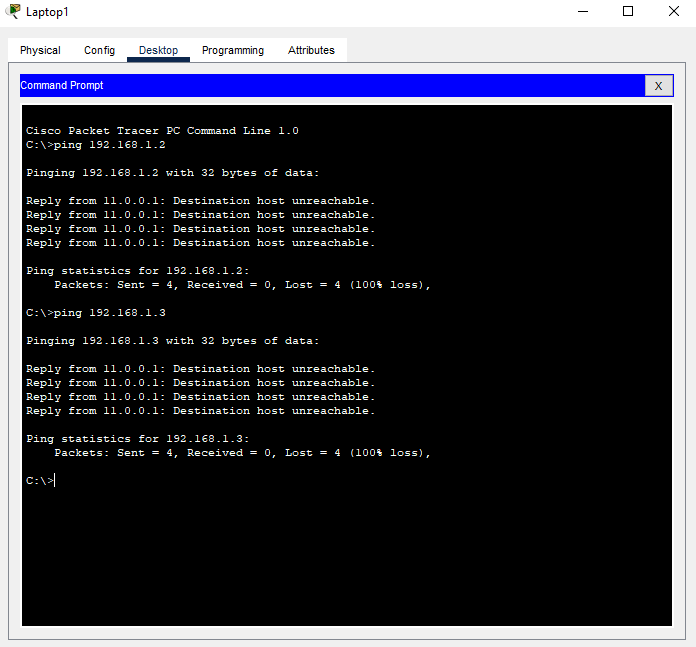 Laptop1
Physical Config Desktop Programming Attributes
Command Prompt X
Cisco Packet Tracer PC Command Line 1.0
C:\>ping 192.168.1.2
Pinging 192.168.1.2 with 32 bytes of data:
Reply from 11.0.0.1: Destination host unreachable.
Reply from 11.0.0.1: Destination host unreachable.
Reply from 11.0.0.1: Destination host unreachable.
Reply from 11.0.0.1: Destination host unreachable.
Ping statistics for 192.168.1.2:
    Packets: Sent = 4, Received = 0, Lost = 4 (100% loss),
C:\>ping 192.168.1.3
Pinging 192.168.1.3 with 32 bytes of data:
Reply from 11.0.0.1: Destination host unreachable.
Reply from 11.0.0.1: Destination host unreachable.
Reply from 11.0.0.1: Destination host unreachable.
Reply from 11.0.0.1: Destination host unreachable.
Ping statistics for 192.168.1.3:
    Packets: Sent = 4, Received = 0, Lost = 4 (100% loss),
C:\>